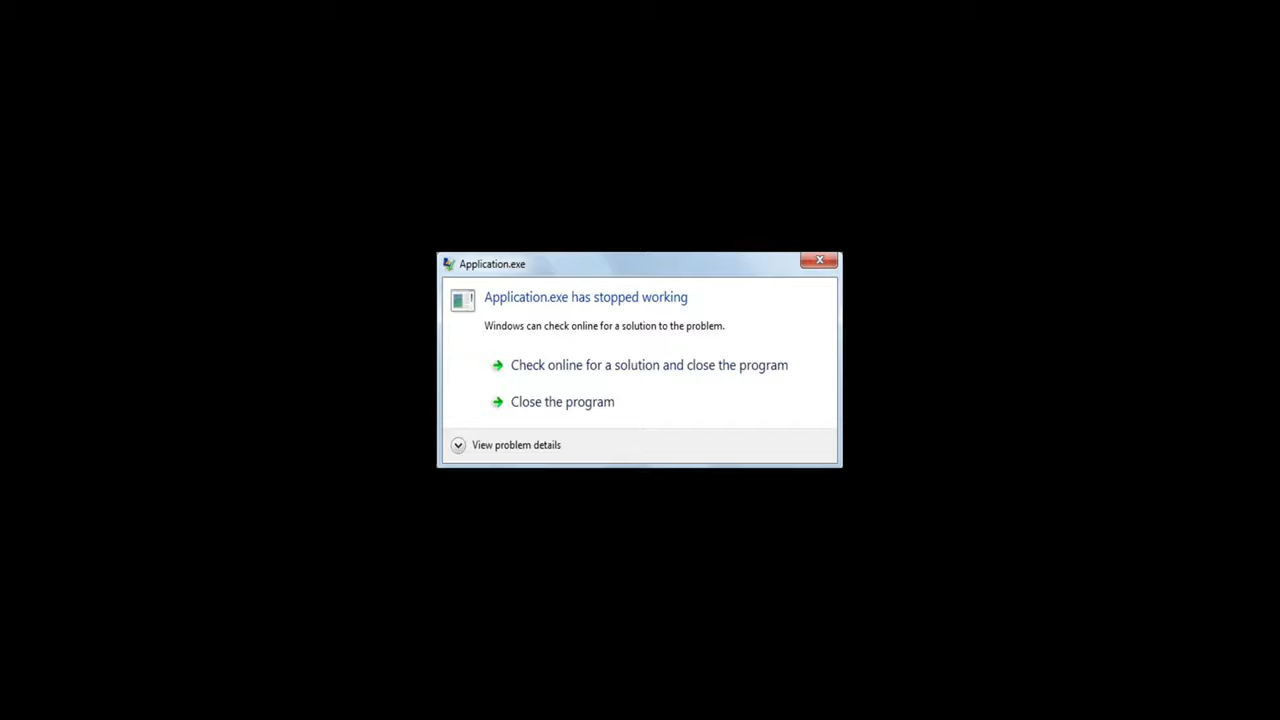 Application.exe
Application.exe has stopped working
Windows can check online for a solution to the problem.
Check online for a solution and close the program
Close the program
View problem details